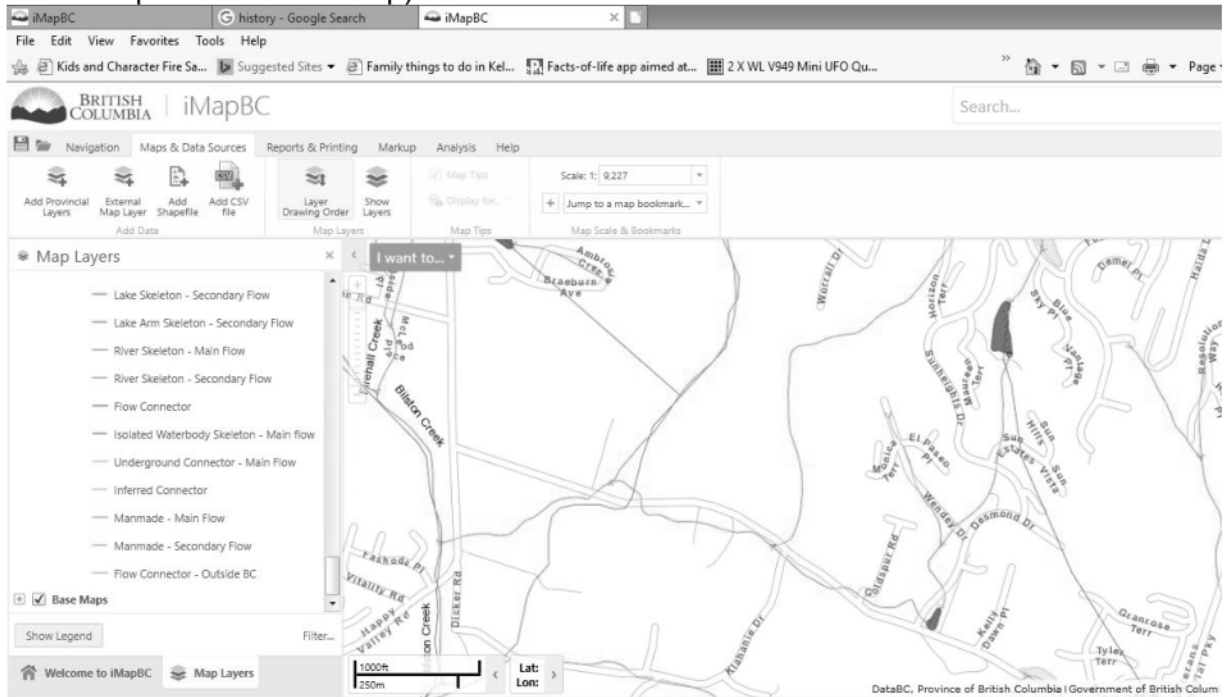 iMapBC
history - Google Search
iMapBC
File Edit View Favorites Tools Help
Kids and Character Fire Sa...
Suggested Sites
Family things to do in Kel...
Facts-of-life app aimed at...
2 X WL V949 Mini UFO Qu...
Page
BRITISH COLUMBIA
iMapBC
Search...
Navigation
Maps & Data Sources
Reports & Printing
Markup
Analysis
Help
Add Provincial Layers
External Map Layer
Add Shapefile
Add CSV file
Layer Drawing Order
Show Layers
Map Tips
Display for...
Scale: 1: 9,227
Jump to a map bookmark...
Add Data
Map Layers
Map Tips
Map Scale & Bookmarks
Map Layers
I want to...
Lake Skeleton - Secondary Flow
Lake Arm Skeleton - Secondary Flow
River Skeleton - Main Flow
River Skeleton - Secondary Flow
Flow Connector
Isolated Waterbody Skeleton - Main flow
Underground Connector - Main Flow
Inferred Connector
Manmade - Main Flow
Manmade - Secondary Flow
Flow Connector - Outside BC
Base Maps
Show Legend
Filter...
Welcome to iMapBC
Map Layers
Braeburn Ave
Worrall Dr
Horizon Terr
Demel Pl
Blue Sky Pl
Vantage Pl
Resolution Way
Bilston Creek
Sunheights Dr
Sun Hills
Sun Estates
Sun Vista
El Paseo Pl
Monica Terr
Wendey Dr
Desmond Dr
Goldspur Rd
Kelly Dawn Pl
Granrose Terr
Tyler Terr
Klahanie Dr
Fashoda Pl
Vitality Rd
Happy Valley Rd
Dicker Rd
1000ft
250m
Lat:
Lon:
DataBC, Province of British Columbia | Government of British Colum